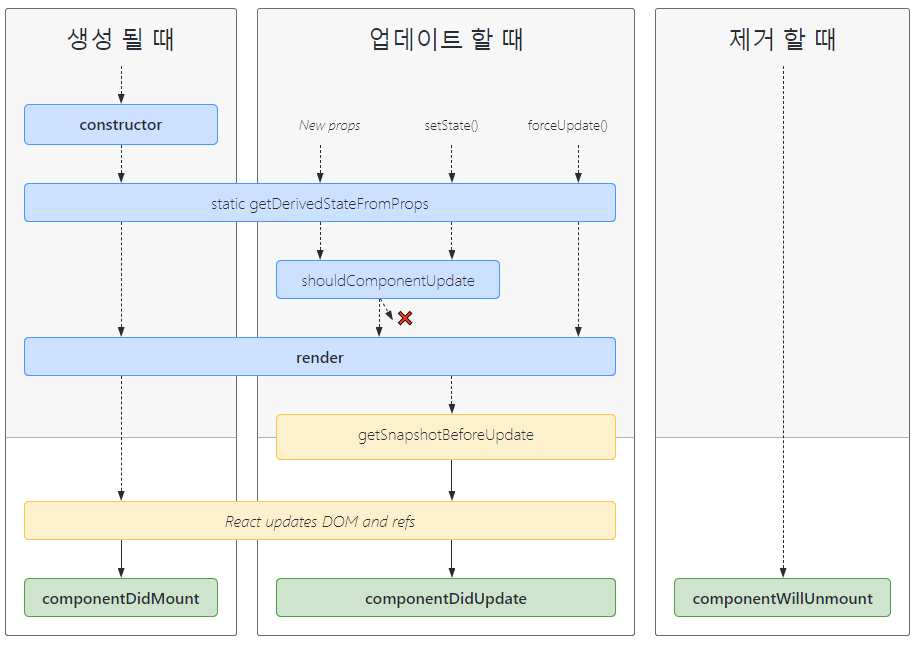 생성 될 때
업데이트 할 때
제거 할 때
constructor
New props
setState()
forceUpdate()
static getDerivedStateFromProps
shouldComponentUpdate
render
getSnapshotBeforeUpdate
React updates DOM and refs
componentDidMount
componentDidUpdate
componentWillUnmount